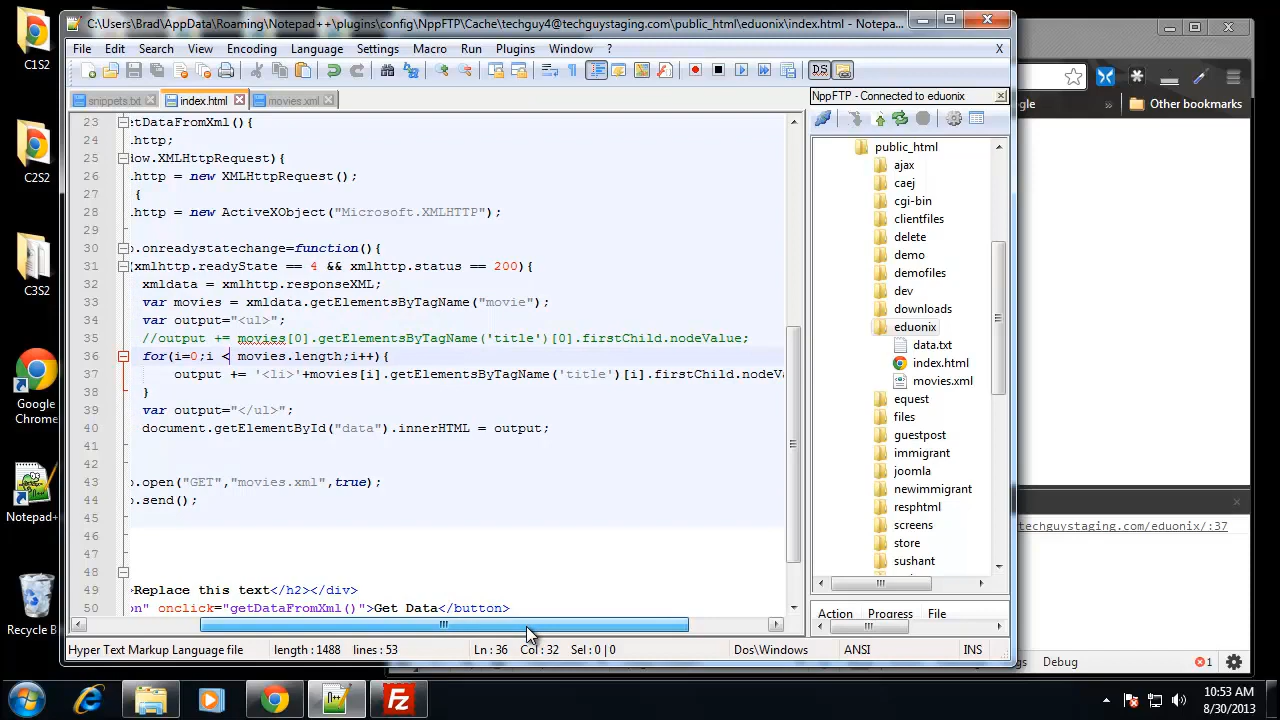 C:\Users\Brad\AppData\Roaming\Notepad++\plugins\config\NppFTP\Cache\techguy4@techguystaging.com\public_html\eduonix\index.html - Notepa...
File Edit Search View Encoding Language Settings Macro Run Plugins Window ? X
snippets.txt index.html movies.xml
NppFTP - Connected to eduonix
23 etDataFromXml(){
24 .http;
25 low.XMLHttpRequest){
26 .http = new XMLHttpRequest();
27 {
28 .http = new ActiveXObject("Microsoft.XMLHTTP");
29
30 o.onreadystatechange=function(){
31 (xmlhttp.readyState == 4 && xmlhttp.status == 200){
32 xmldata = xmlhttp.responseXML;
33 var movies = xmldata.getElementsByTagName("movie");
34 var output="<ul>";
35 //output += movies[0].getElementsByTagName('title')[0].firstChild.nodeValue;
36 for(i=0;i < movies.length;i++){
37 output += '<li>'+movies[i].getElementsByTagName('title')[i].firstChild.nodeVa
38 }
39 var output="</ul>";
40 document.getElementById("data").innerHTML = output;
41
42
43 o.open("GET","movies.xml",true);
44 o.send();
45
46
47
48
49 >Replace this text</h2></div>
50 on" onclick="getDataFromXml()">Get Data</button>
public_html
ajax
caej
cgi-bin
clientfiles
delete
demo
demofiles
dev
downloads
eduonix
data.txt
index.html
movies.xml
equest
files
guestpost
immigrant
joomla
newimmigrant
resphtml
screens
store
sushant
Action Progress File
Hyper Text Markup Language file length : 1488 lines : 53 Ln : 36 Col : 32 Sel : 0 | 0 Dos\Windows ANSI INS
gle » Other bookmarks
techguystaging.com/eduonix/:37
gs Debug 1
C1S2
C2S2
C3S2
Google
Chrome
Notepad+
Recycle B
10:53 AM
8/30/2013